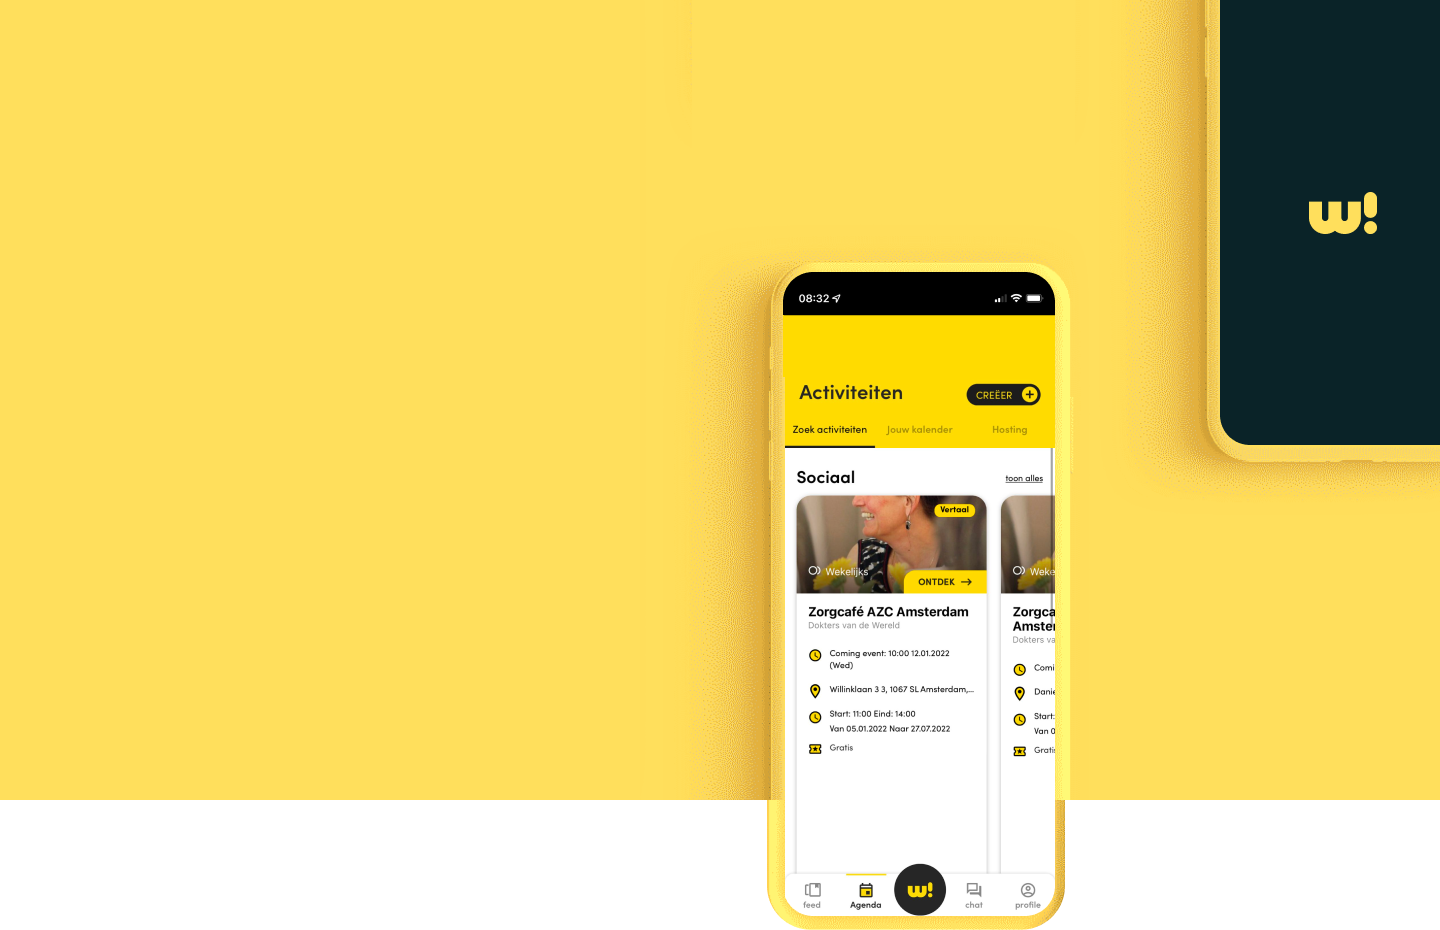 w!
08:32
Activiteiten
CREËER
Zoek activiteiten
Jouw kalender
Hosting
Sociaal
toon alles
Vertaal
Wekelijks
ONTDEK
Zorgcafé AZC Amsterdam
Dokters van de Wereld
Coming event: 10:00 12.01.2022
(Wed)
Willinklaan 3 3, 1067 SL Amsterdam,...
Start: 11:00 Eind: 14:00
Van 05.01.2022 Naar 27.07.2022
Gratis
Weke
Zorgca
Amster
Dokters va
Comi
Danie
Start:
Van 0
Gratis
feed
Agenda
w!
chat
profile